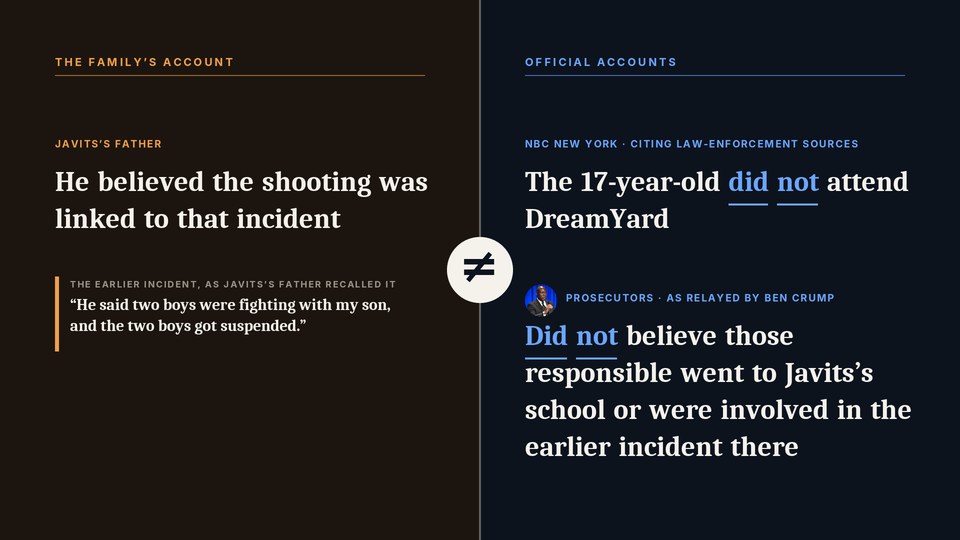 THE FAMILY’S ACCOUNT
JAVITS’S FATHER
He believed the shooting was
linked to that incident
THE EARLIER INCIDENT, AS JAVITS’S FATHER RECALLED IT
“He said two boys were fighting with my son,
and the two boys got suspended.”
≠
OFFICIAL ACCOUNTS
NBC NEW YORK · CITING LAW-ENFORCEMENT SOURCES
The 17-year-old did not attend
DreamYard
PROSECUTORS · AS RELAYED BY BEN CRUMP
Did not believe those
responsible went to Javits’s
school or were involved in the
earlier incident there